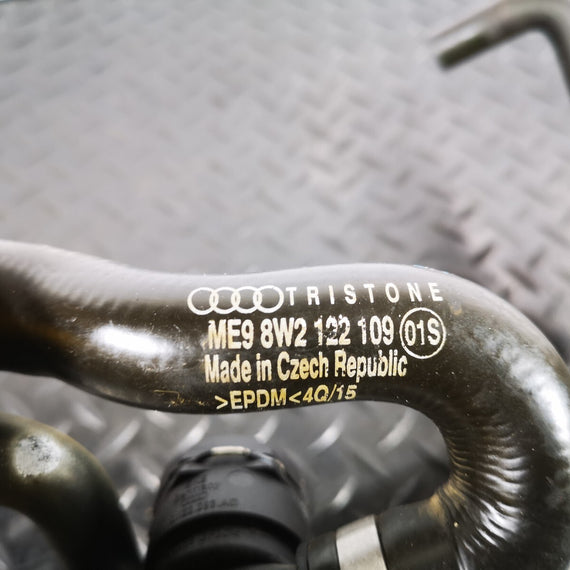 TRISTONE
ME9 8W2 122 109 01S
Made in Czech Republic
>EPDM<4Q/15